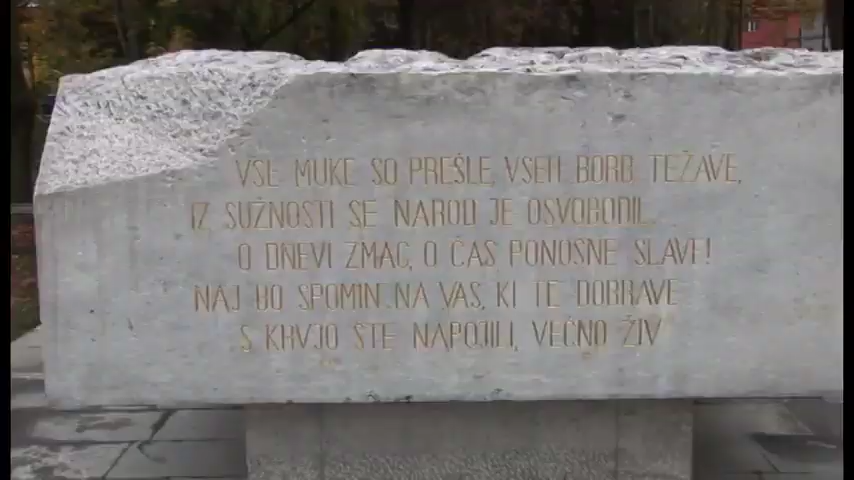 VSE MUKE SO PREŠLE, VSEH BORB TEŽAVE,
IZ SUŽNOSTI SE NAROD JE OSVOBODIL...
O DNEVI ZMAG, O ČAS PONOSNE SLAVE!
NAJ BO SPOMIN NA VAS, KI TE DOBRAVE
S KRVJO STE NAPOJILI, VEČNO ŽIV